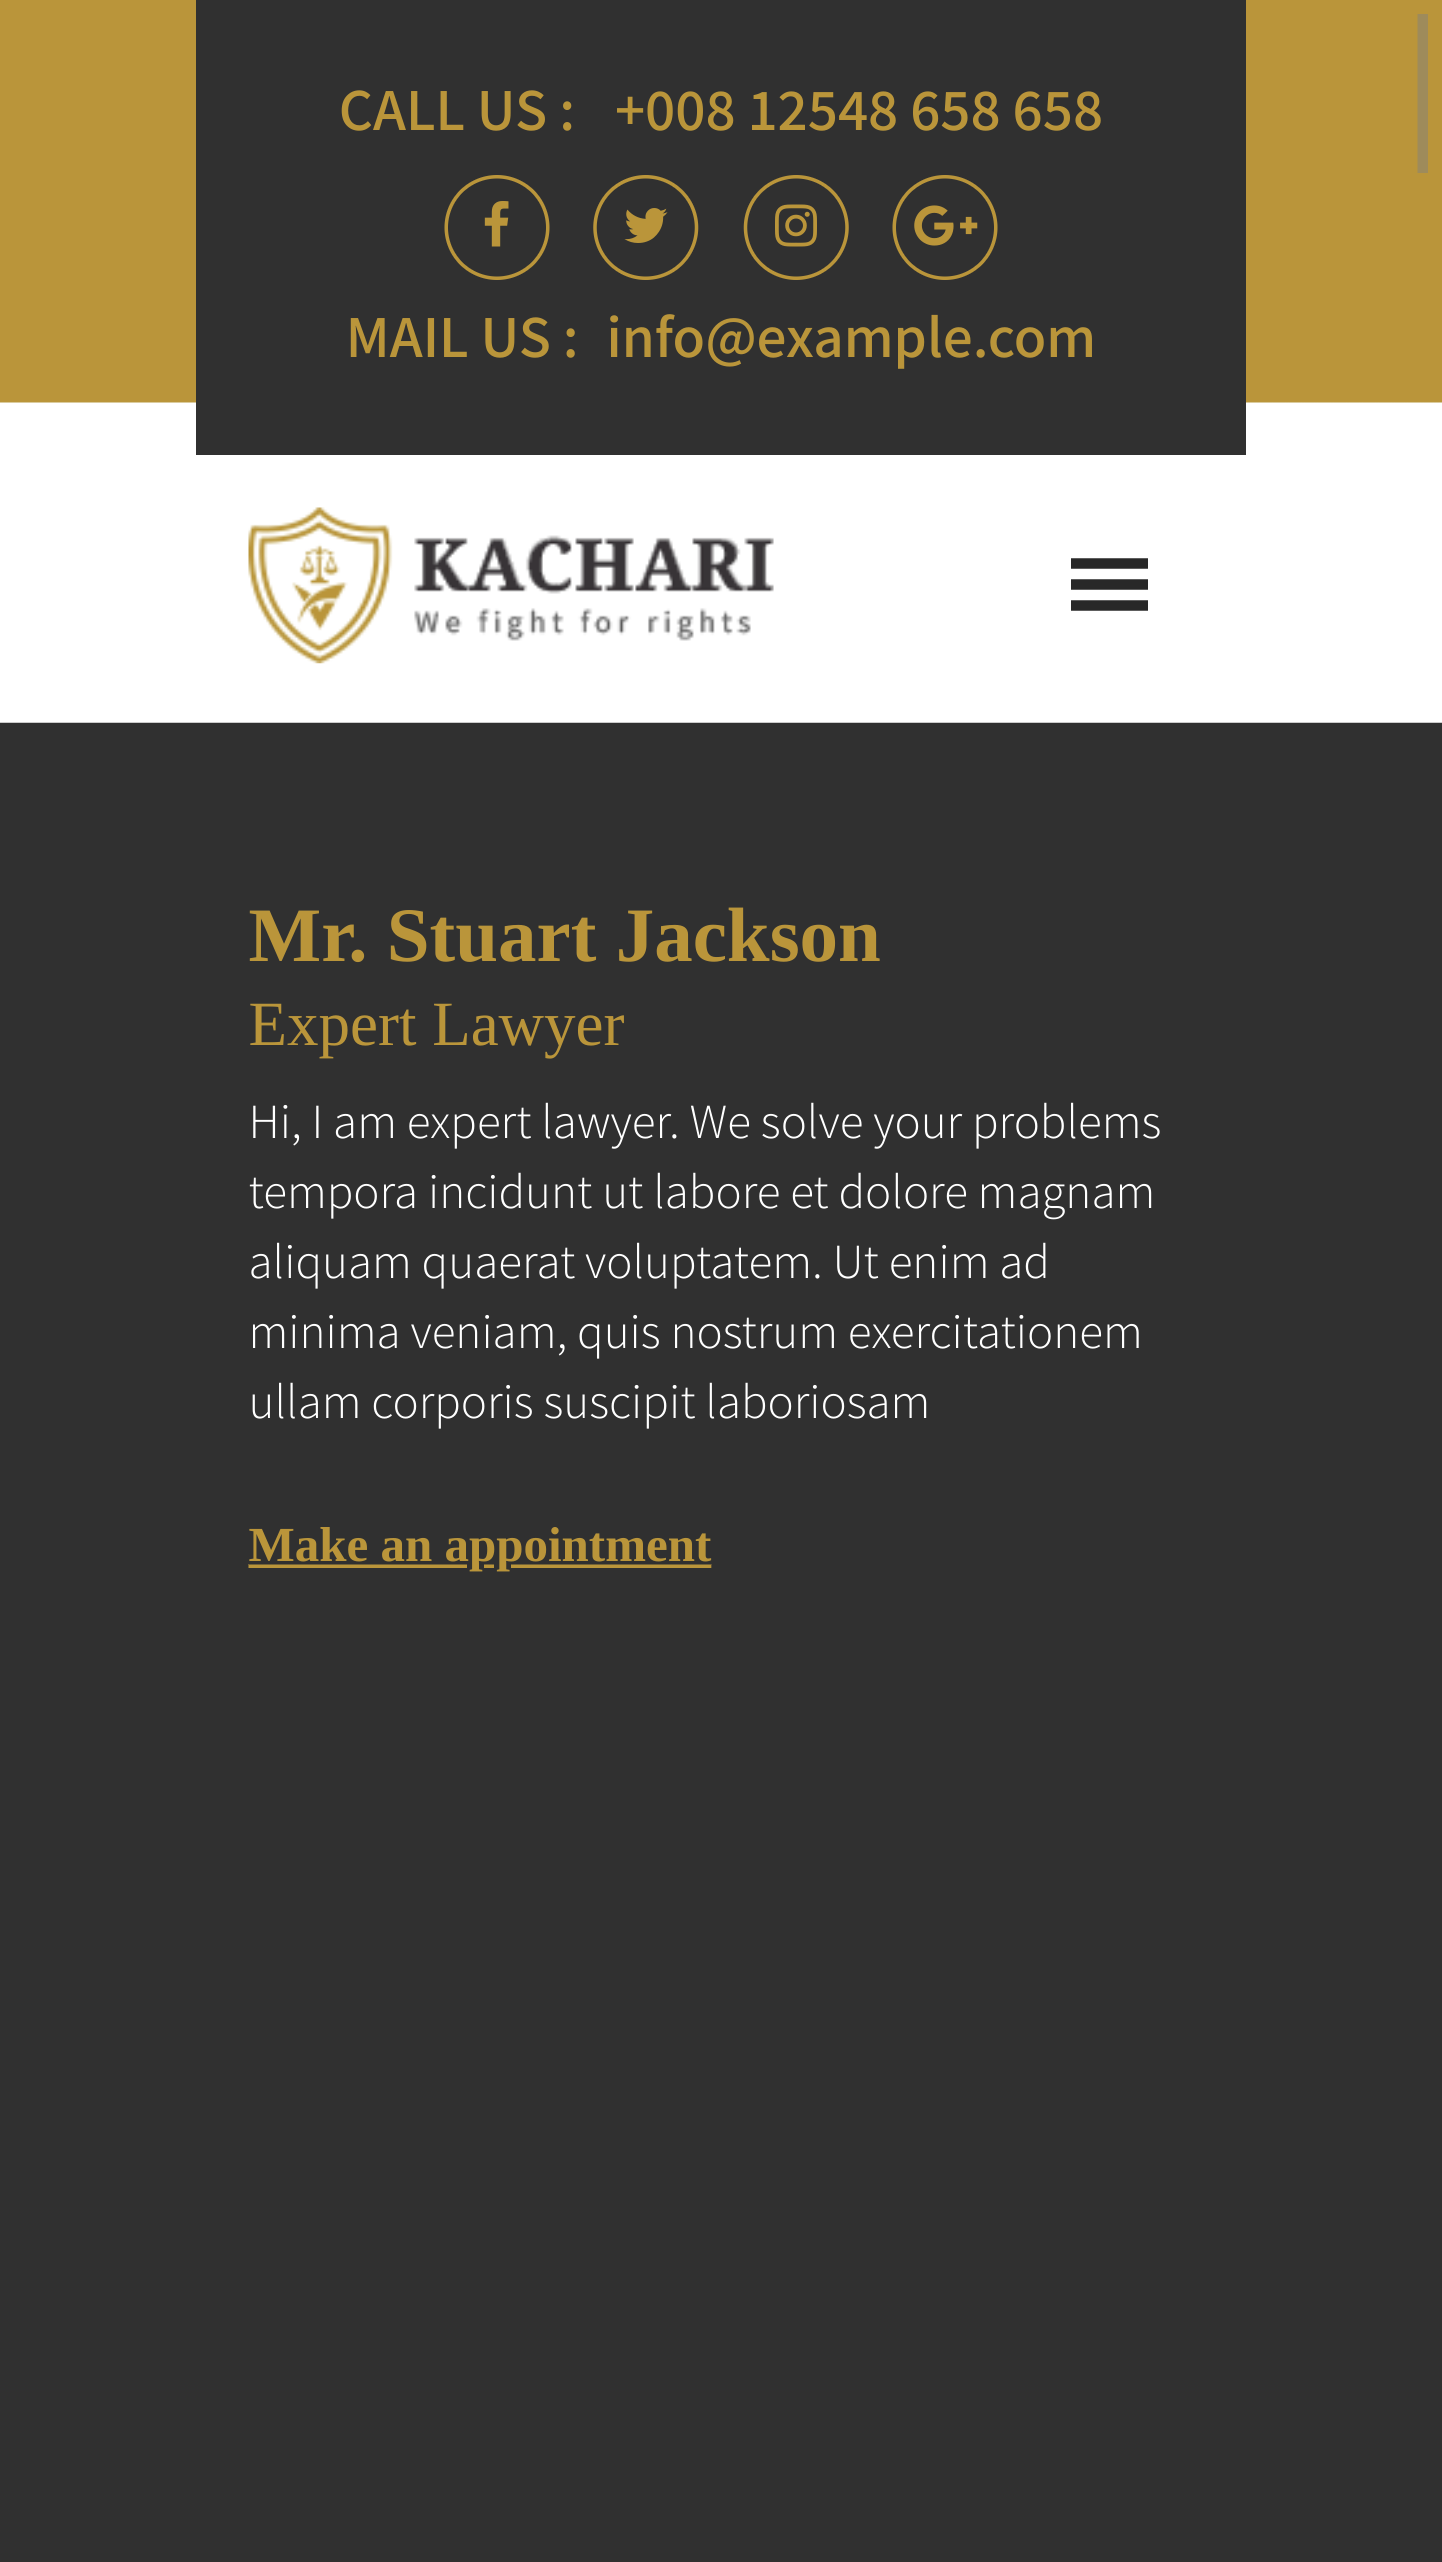 CALL US : +008 12548 658 658
MAIL US : info@example.com
KACHARI
We fight for rights
Mr. Stuart Jackson
Expert Lawyer
Hi, I am expert lawyer. We solve your problems
tempora incidunt ut labore et dolore magnam
aliquam quaerat voluptatem. Ut enim ad
minima veniam, quis nostrum exercitationem
ullam corporis suscipit laboriosam
Make an appointment